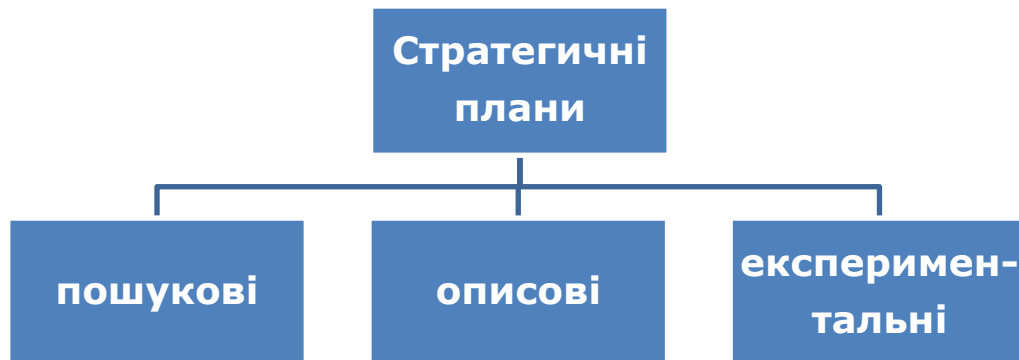 Стратегичні
плани
пошукові
описові
експеримен-
тальні